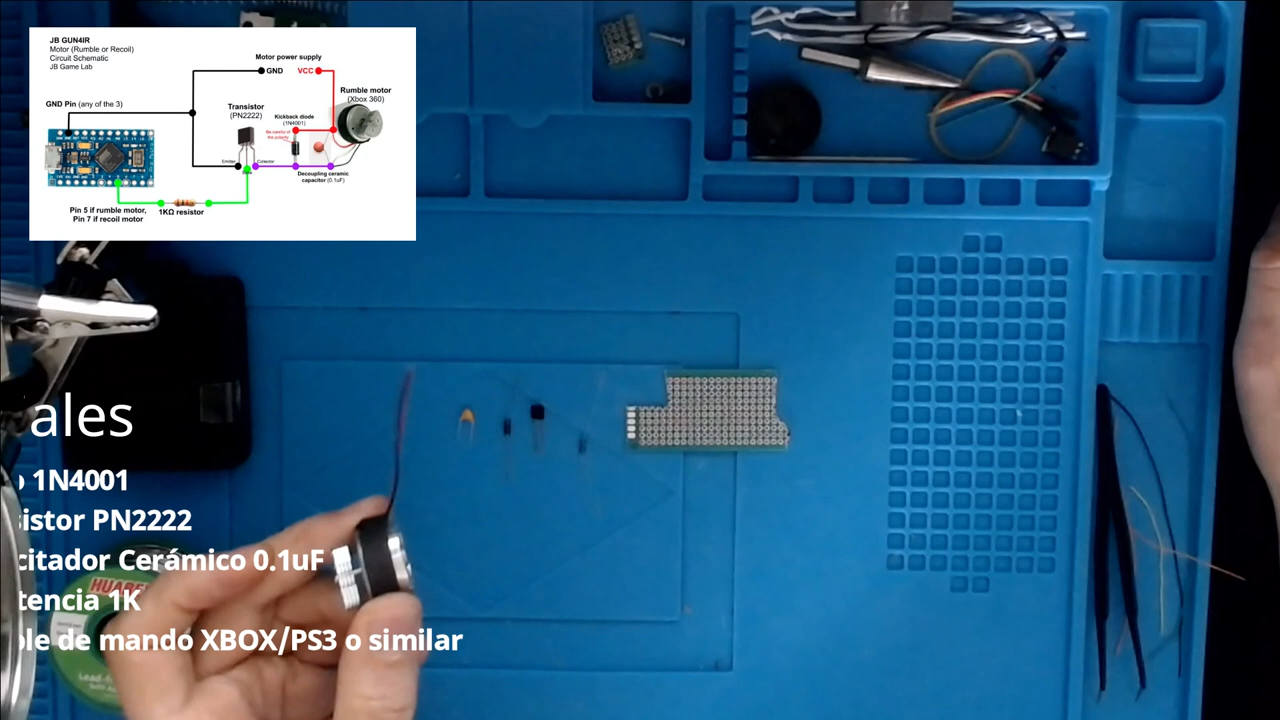 JB GUN4IR
Motor (Rumble or Recoil)
Circuit Schematic
JB Game Lab
Motor power supply
GND VCC
GND Pin (any of the 3)
Transistor
(PN2222)
Rumble motor
(Xbox 360)
Kickback diode
(1N4001)
Be careful of
the polarity
Emitter
Collector
Base
Decoupling ceramic
capacitor (0.1uF)
Pin 5 if rumble motor,
Pin 7 if recoil motor
1KΩ resistor
ales
o 1N4001
sistor PN2222
citador Cerámico 0.1uF
tencia 1K
ble de mando XBOX/PS3 o similar
HUARE
Lead-f